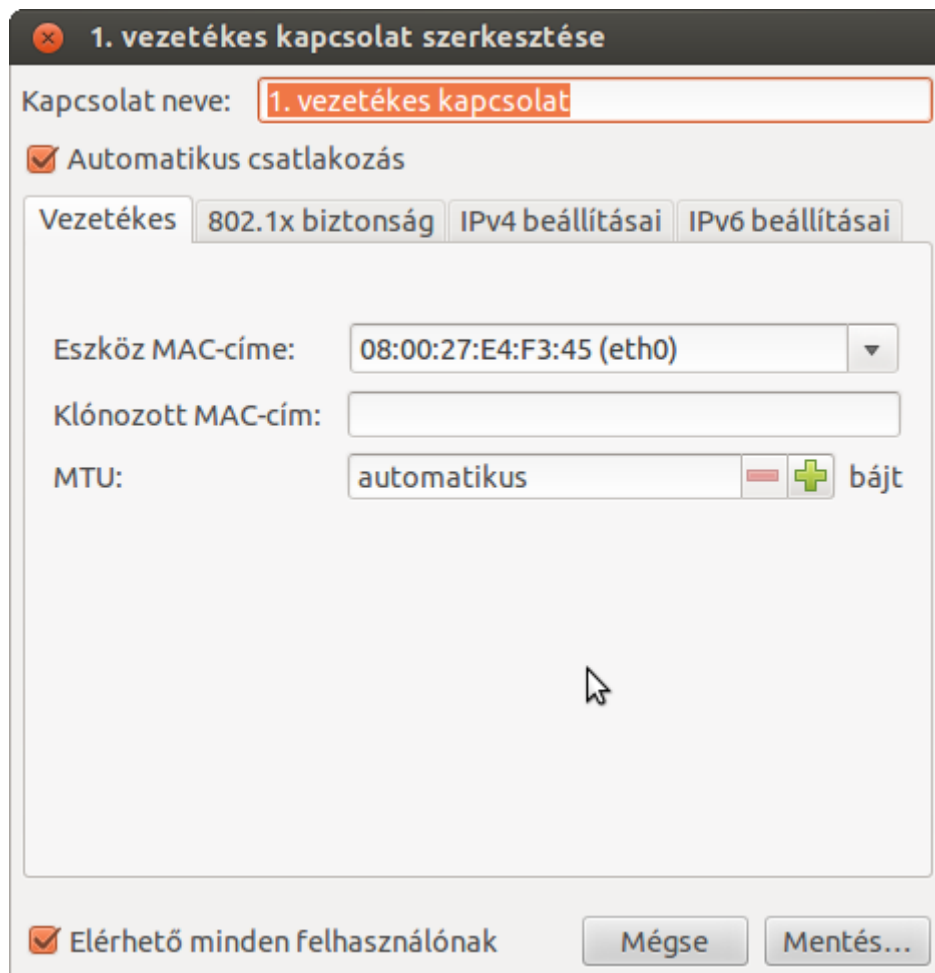 1. vezetékes kapcsolat szerkesztése
Kapcsolat neve: 1. vezetékes kapcsolat
Automatikus csatlakozás
Vezetékes 802.1x biztonság IPv4 beállításai IPv6 beállításai
Eszköz MAC-címe: 08:00:27:E4:F3:45 (eth0)
Klónozott MAC-cím:
MTU: automatikus bájt
Elérhető minden felhasználónak Mégse Mentés...